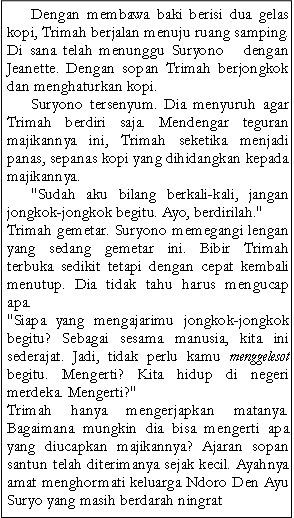 Dengan membawa baki berisi dua gelas
kopi, Trimah berjalan menuju ruang samping.
Di sana telah menunggu Suryono dengan
Jeanette. Dengan sopan Trimah berjongkok
dan menghaturkan kopi.
Suryono tersenyum. Dia menyuruh agar
Trimah berdiri saja. Mendengar teguran
majikannya ini, Trimah seketika menjadi
panas, sepanas kopi yang dihidangkan kepada
majikannya.
"Sudah aku bilang berkali-kali, jangan
jongkok-jongkok begitu. Ayo, berdirilah."
Trimah gemetar. Suryono memegangi lengan
yang sedang gemetar ini. Bibir Trimah
terbuka sedikit tetapi dengan cepat kembali
menutup. Dia tidak tahu harus mengucap
apa.
"Siapa yang mengajarimu jongkok-jongkok
begitu? Sebagai sesama manusia, kita ini
sederajat. Jadi, tidak perlu kamu menggelesot
begitu. Mengerti? Kita hidup di negeri
merdeka. Mengerti?"
Trimah hanya mengerjapkan matanya.
Bagaimana mungkin dia bisa mengerti apa
yang diucapkan majikannya? Ajaran sopan
santun telah diterimanya sejak kecil. Ayahnya
amat menghormati keluarga Ndoro Den Ayu
Suryo yang masih berdarah ningrat